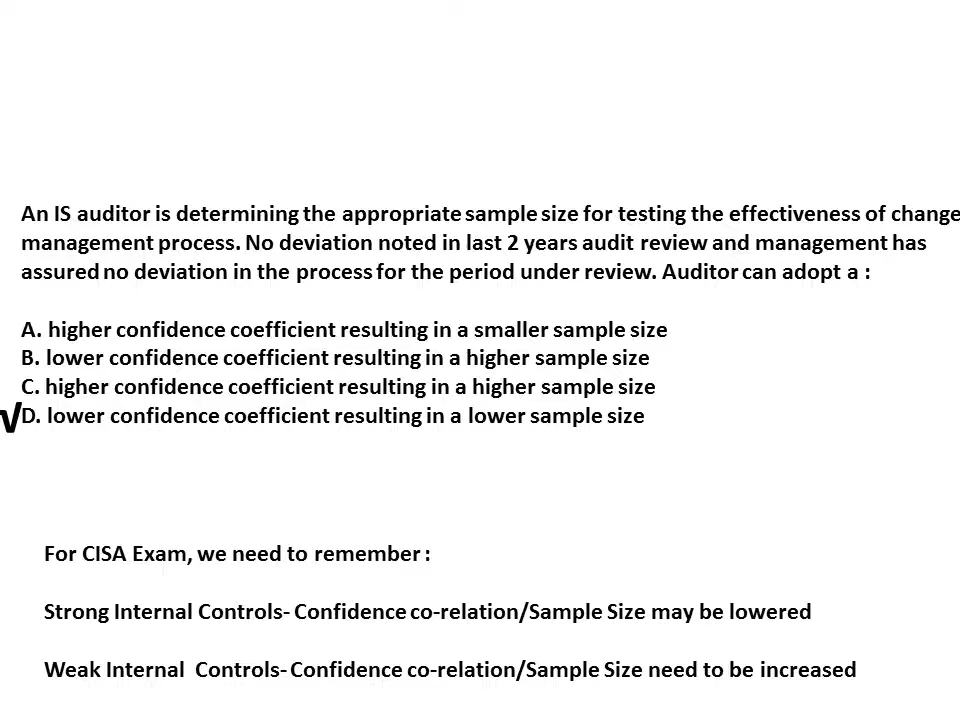 An IS auditor is determining the appropriate sample size for testing the effectiveness of change
management process. No deviation noted in last 2 years audit review and management has
assured no deviation in the process for the period under review. Auditor can adopt a :
A. higher confidence coefficient resulting in a smaller sample size
B. lower confidence coefficient resulting in a higher sample size
C. higher confidence coefficient resulting in a higher sample size
√D. lower confidence coefficient resulting in a lower sample size
For CISA Exam, we need to remember :
Strong Internal Controls- Confidence co-relation/Sample Size may be lowered
Weak Internal  Controls- Confidence co-relation/Sample Size need to be increased